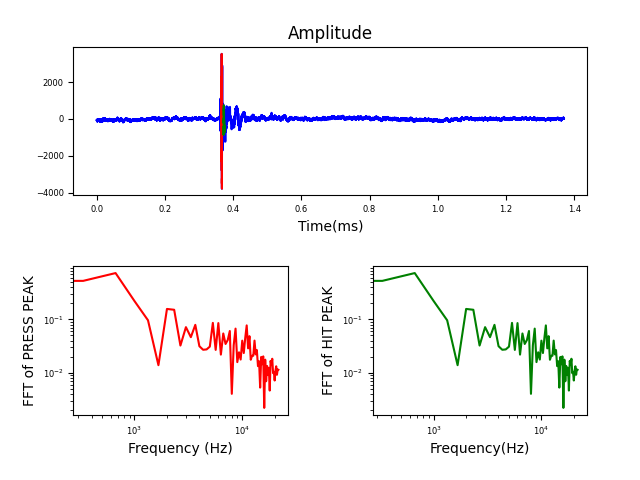 Amplitude
2000
0
−2000
−4000
0.0 0.2 0.4 0.6 0.8 1.0 1.2 1.4
Time(ms)
FFT of PRESS PEAK
10⁻¹
10⁻²
10³ 10⁴
Frequency (Hz)
FFT of HIT PEAK
10⁻¹
10⁻²
10³ 10⁴
Frequency(Hz)